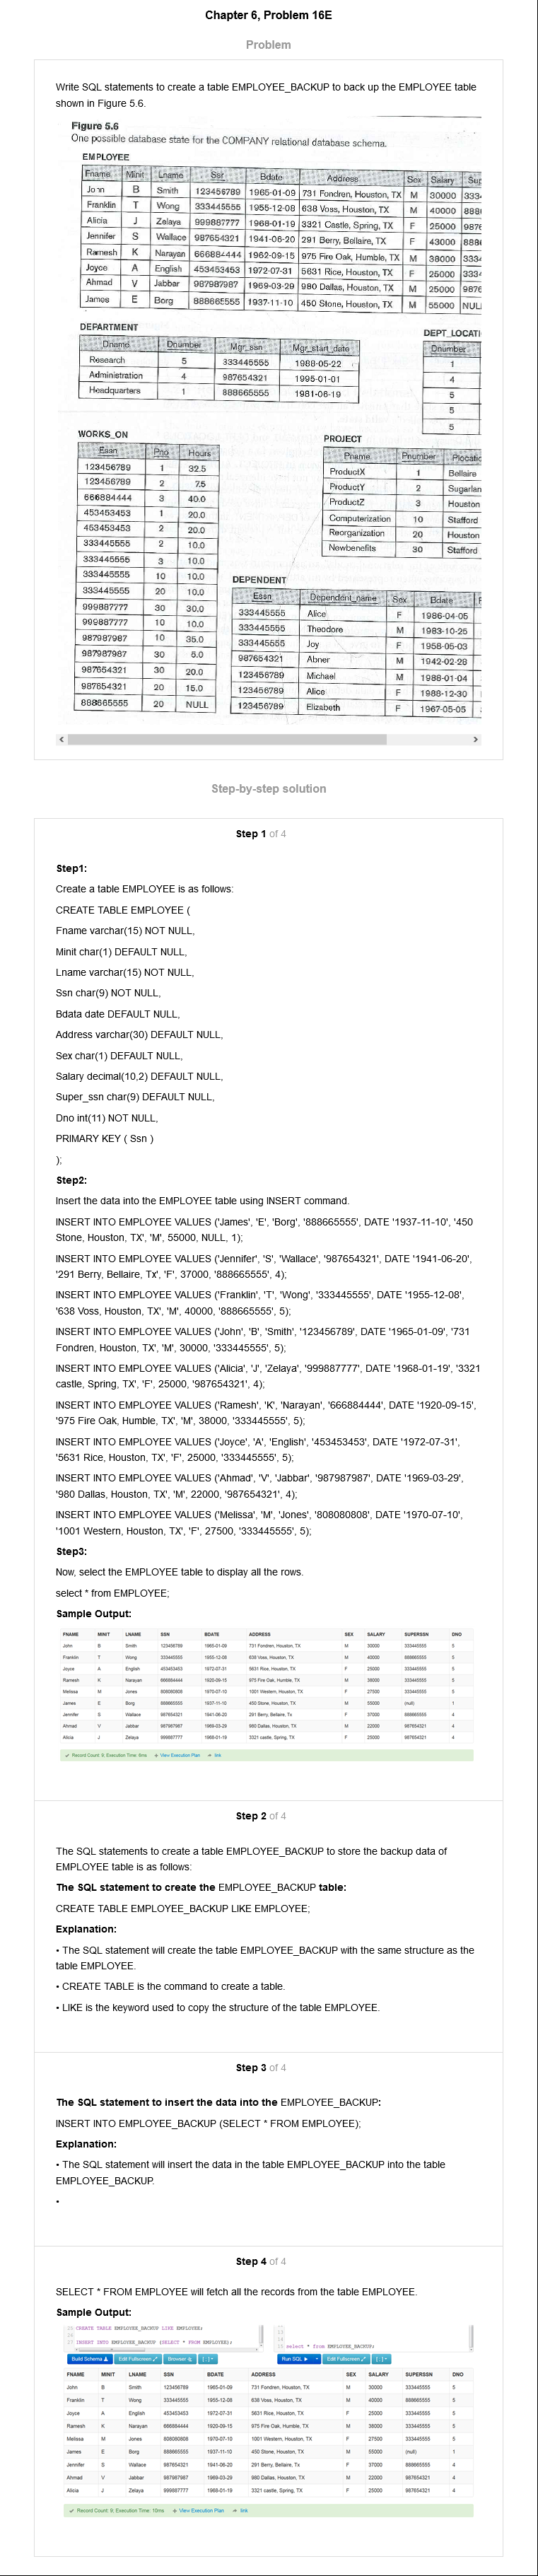 Chapter 6, Problem 16E
Problem
Write SQL statements to create a table EMPLOYEE_BACKUP to back up the EMPLOYEE table
shown in Figure 5.6.
Figure 5.6
One possible database state for the COMPANY relational database schema.
EMPLOYEE
Fname Minit Lname Ssn Bdate Address Sex Salary Sup
John B Smith 123456789 1965-01-09 731 Fondren, Houston, TX M 30000 3334
Franklin T Wong 333445555 1955-12-08 638 Voss, Houston, TX M 40000 8886
Alicia J Zelaya 999887777 1968-01-19 3321 Castle, Spring, TX F 25000 9876
Jennifer S Wallace 987654321 1941-06-20 291 Berry, Bellaire, TX F 43000 8886
Ramesh K Narayan 666884444 1962-09-15 975 Fire Oak, Humble, TX M 38000 3334
Joyce A English 453453453 1972-07-31 5631 Rice, Houston, TX F 25000 3334
Ahmad V Jabbar 987987987 1969-03-29 980 Dallas, Houston, TX M 25000 9876
James E Borg 888665555 1937-11-10 450 Stone, Houston, TX M 55000 NULL
DEPARTMENT
Dname Dnumber Mgr_ssn Mgr_start_date
Research 5 333445555 1988-05-22
Administration 4 987654321 1995-01-01
Headquarters 1 888665555 1981-06-19
DEPT_LOCATI
Dnumber
1
4
5
5
5
WORKS_ON
Essn Pno Hours
123456789 1 32.5
123456789 2 7.5
666884444 3 40.0
453453453 1 20.0
453453453 2 20.0
333445555 2 10.0
333445555 3 10.0
333445555 10 10.0
333445555 20 10.0
999887777 30 30.0
999887777 10 10.0
987987987 10 35.0
987987987 30 5.0
987654321 30 20.0
987654321 20 15.0
888665555 20 NULL
PROJECT
Pname Pnumber Plocatic
ProductX 1 Bellaire
ProductY 2 Sugarlan
ProductZ 3 Houston
Computerization 10 Stafford
Reorganization 20 Houston
Newbenefits 30 Stafford
DEPENDENT
Essn Dependent_name Sex Bdate F
333445555 Alice F 1986-04-05
333445555 Theodore M 1983-10-25
333445555 Joy F 1958-05-03
987654321 Abner M 1942-02-28
123456789 Michael M 1988-01-04
123456789 Alice F 1988-12-30
123456789 Elizabeth F 1967-05-05
Step-by-step solution
Step 1 of 4
Step1:
Create a table EMPLOYEE is as follows:
CREATE TABLE EMPLOYEE (
Fname varchar(15) NOT NULL,
Minit char(1) DEFAULT NULL,
Lname varchar(15) NOT NULL,
Ssn char(9) NOT NULL,
Bdata date DEFAULT NULL,
Address varchar(30) DEFAULT NULL,
Sex char(1) DEFAULT NULL,
Salary decimal(10,2) DEFAULT NULL,
Super_ssn char(9) DEFAULT NULL,
Dno int(11) NOT NULL,
PRIMARY KEY ( Ssn )
);
Step2:
Insert the data into the EMPLOYEE table using INSERT command.
INSERT INTO EMPLOYEE VALUES ('James', 'E', 'Borg', '888665555', DATE '1937-11-10', '450
Stone, Houston, TX', 'M', 55000, NULL, 1);
INSERT INTO EMPLOYEE VALUES ('Jennifer', 'S', 'Wallace', '987654321', DATE '1941-06-20',
'291 Berry, Bellaire, Tx', 'F', 37000, '888665555', 4);
INSERT INTO EMPLOYEE VALUES ('Franklin', 'T', 'Wong', '333445555', DATE '1955-12-08',
'638 Voss, Houston, TX', 'M', 40000, '888665555', 5);
INSERT INTO EMPLOYEE VALUES ('John', 'B', 'Smith', '123456789', DATE '1965-01-09', '731
Fondren, Houston, TX', 'M', 30000, '333445555', 5);
INSERT INTO EMPLOYEE VALUES ('Alicia', 'J', 'Zelaya', '999887777', DATE '1968-01-19', '3321
castle, Spring, TX', 'F', 25000, '987654321', 4);
INSERT INTO EMPLOYEE VALUES ('Ramesh', 'K', 'Narayan', '666884444', DATE '1920-09-15',
'975 Fire Oak, Humble, TX', 'M', 38000, '333445555', 5);
INSERT INTO EMPLOYEE VALUES ('Joyce', 'A', 'English', '453453453', DATE '1972-07-31',
'5631 Rice, Houston, TX', 'F', 25000, '333445555', 5);
INSERT INTO EMPLOYEE VALUES ('Ahmad', 'V', 'Jabbar', '987987987', DATE '1969-03-29',
'980 Dallas, Houston, TX', 'M', 22000, '987654321', 4);
INSERT INTO EMPLOYEE VALUES ('Melissa', 'M', 'Jones', '808080808', DATE '1970-07-10',
'1001 Western, Houston, TX', 'F', 27500, '333445555', 5);
Step3:
Now, select the EMPLOYEE table to display all the rows.
select * from EMPLOYEE;
Sample Output:
FNAME MINIT LNAME SSN BDATE ADDRESS SEX SALARY SUPERSSN DNO
John B Smith 123456789 1965-01-09 731 Fondren, Houston, TX M 30000 333445555 5
Franklin T Wong 333445555 1955-12-08 638 Voss, Houston, TX M 40000 888665555 5
Joyce A English 453453453 1972-07-31 5631 Rice, Houston, TX F 25000 333445555 5
Ramesh K Narayan 666884444 1920-09-15 975 Fire Oak, Humble, TX M 38000 333445555 5
Melissa M Jones 808080808 1970-07-10 1001 Western, Houston, TX F 27500 333445555 5
James E Borg 888665555 1937-11-10 450 Stone, Houston, TX M 55000 (null) 1
Jennifer S Wallace 987654321 1941-06-20 291 Berry, Bellaire, Tx F 37000 888665555 4
Ahmad V Jabbar 987987987 1969-03-29 980 Dallas, Houston, TX M 22000 987654321 4
Alicia J Zelaya 999887777 1968-01-19 3321 castle, Spring, TX F 25000 987654321 4
Record Count: 9; Execution Time: 6ms View Execution Plan link
Step 2 of 4
The SQL statements to create a table EMPLOYEE_BACKUP to store the backup data of
EMPLOYEE table is as follows:
The SQL statement to create the EMPLOYEE_BACKUP table:
CREATE TABLE EMPLOYEE_BACKUP LIKE EMPLOYEE;
Explanation:
• The SQL statement will create the table EMPLOYEE_BACKUP with the same structure as the
table EMPLOYEE.
• CREATE TABLE is the command to create a table.
• LIKE is the keyword used to copy the structure of the table EMPLOYEE.
Step 3 of 4
The SQL statement to insert the data into the EMPLOYEE_BACKUP:
INSERT INTO EMPLOYEE_BACKUP (SELECT * FROM EMPLOYEE);
Explanation:
• The SQL statement will insert the data in the table EMPLOYEE_BACKUP into the table
EMPLOYEE_BACKUP.
•
Step 4 of 4
SELECT * FROM EMPLOYEE will fetch all the records from the table EMPLOYEE.
Sample Output:
25 CREATE TABLE EMPLOYEE_BACKUP LIKE EMPLOYEE;
26
27 INSERT INTO EMPLOYEE_BACKUP (SELECT * FROM EMPLOYEE);
13
14
15 select * from EMPLOYEE_BACKUP;
Build Schema Edit Fullscreen Browser [ ; ] Run SQL Edit Fullscreen [ ; ]
FNAME MINIT LNAME SSN BDATE ADDRESS SEX SALARY SUPERSSN DNO
John B Smith 123456789 1965-01-09 731 Fondren, Houston, TX M 30000 333445555 5
Franklin T Wong 333445555 1955-12-08 638 Voss, Houston, TX M 40000 888665555 5
Joyce A English 453453453 1972-07-31 5631 Rice, Houston, TX F 25000 333445555 5
Ramesh K Narayan 666884444 1920-09-15 975 Fire Oak, Humble, TX M 38000 333445555 5
Melissa M Jones 808080808 1970-07-10 1001 Western, Houston, TX F 27500 333445555 5
James E Borg 888665555 1937-11-10 450 Stone, Houston, TX M 55000 (null) 1
Jennifer S Wallace 987654321 1941-06-20 291 Berry, Bellaire, Tx F 37000 888665555 4
Ahmad V Jabbar 987987987 1969-03-29 980 Dallas, Houston, TX M 22000 987654321 4
Alicia J Zelaya 999887777 1968-01-19 3321 castle, Spring, TX F 25000 987654321 4
Record Count: 9; Execution Time: 10ms View Execution Plan link